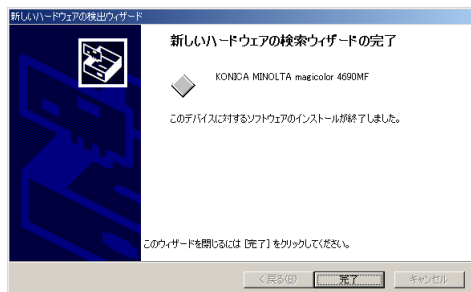 新しいハードウェアの検出ウィザード
新しいハードウェアの検索ウィザードの完了
KONICA MINOLTA magicolor 4690MF
このデバイスに対するソフトウェアのインストールが終了しました。
このウィザードを閉じるには [完了] をクリックしてください。
< 戻る(B)
完了
キャンセル